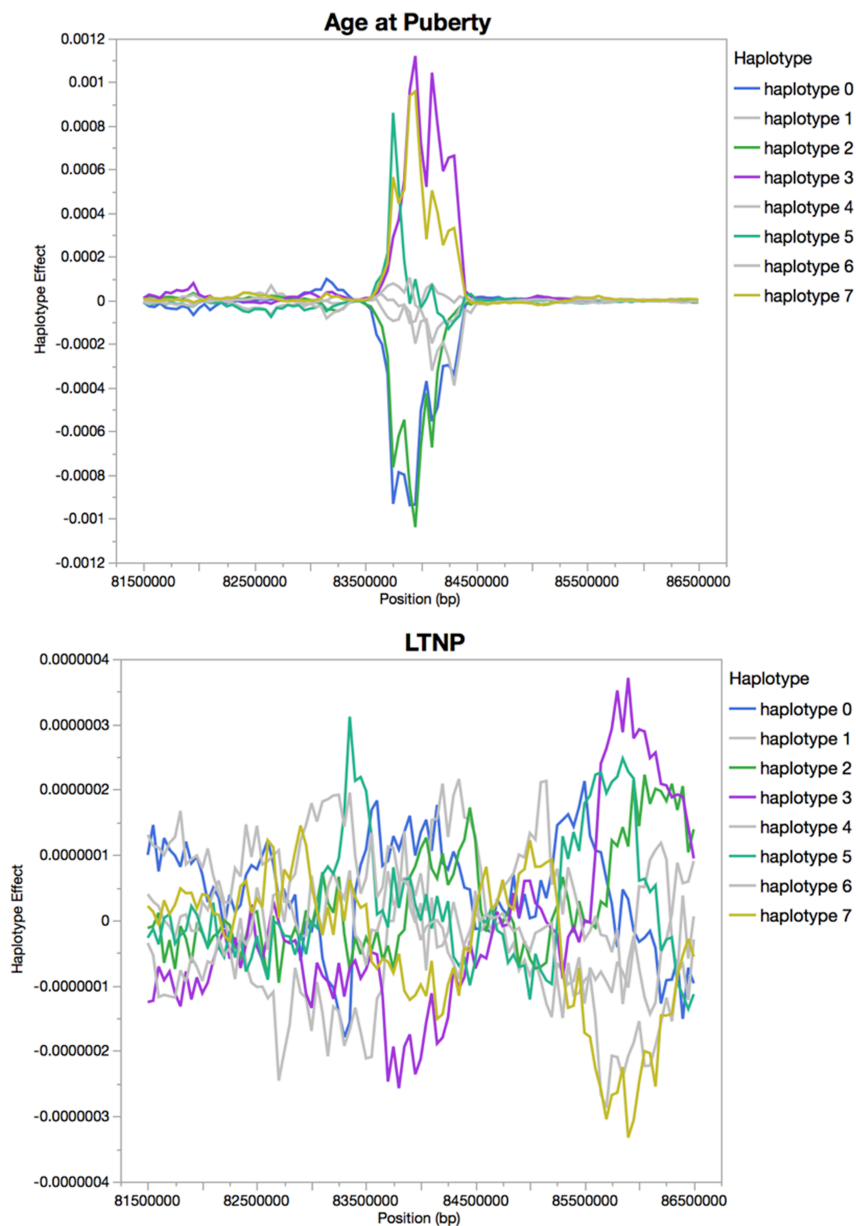 Age at Puberty
0.0012
0.001
0.0008
0.0006
0.0004
0.0002
0
-0.0002
-0.0004
-0.0006
-0.0008
-0.001
-0.0012
Haplotype Effect
81500000 82500000 83500000 84500000 85500000 86500000
Position (bp)
Haplotype
haplotype 0
haplotype 1
haplotype 2
haplotype 3
haplotype 4
haplotype 5
haplotype 6
haplotype 7
LTNP
0.0000004
0.0000003
0.0000002
0.0000001
0
-0.0000001
-0.0000002
-0.0000003
-0.0000004
Haplotype Effect
81500000 82500000 83500000 84500000 85500000 86500000
Position (bp)
Haplotype
haplotype 0
haplotype 1
haplotype 2
haplotype 3
haplotype 4
haplotype 5
haplotype 6
haplotype 7